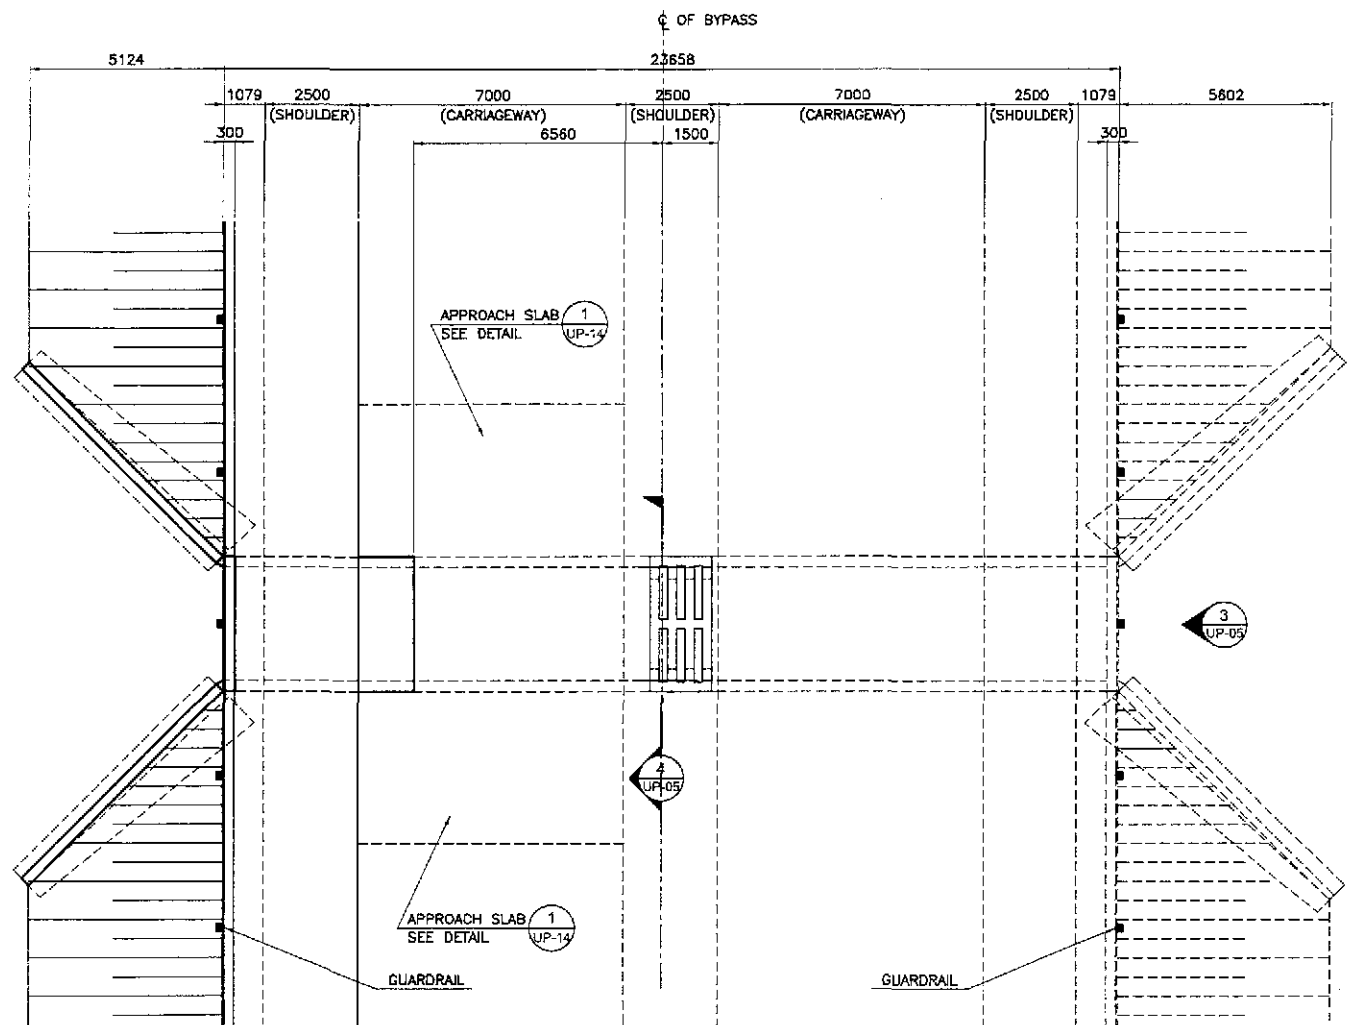 ℄ OF BYPASS
5124
23658
1079
2500
7000
2500
7000
2500
1079
5602
(SHOULDER)
(CARRIAGEWAY)
(SHOULDER)
(CARRIAGEWAY)
(SHOULDER)
300
6560
1500
300
APPROACH SLAB
SEE DETAIL
1
UP-14
3
UP-05
4
UP-05
APPROACH SLAB
SEE DETAIL
1
UP-14
GUARDRAIL
GUARDRAIL